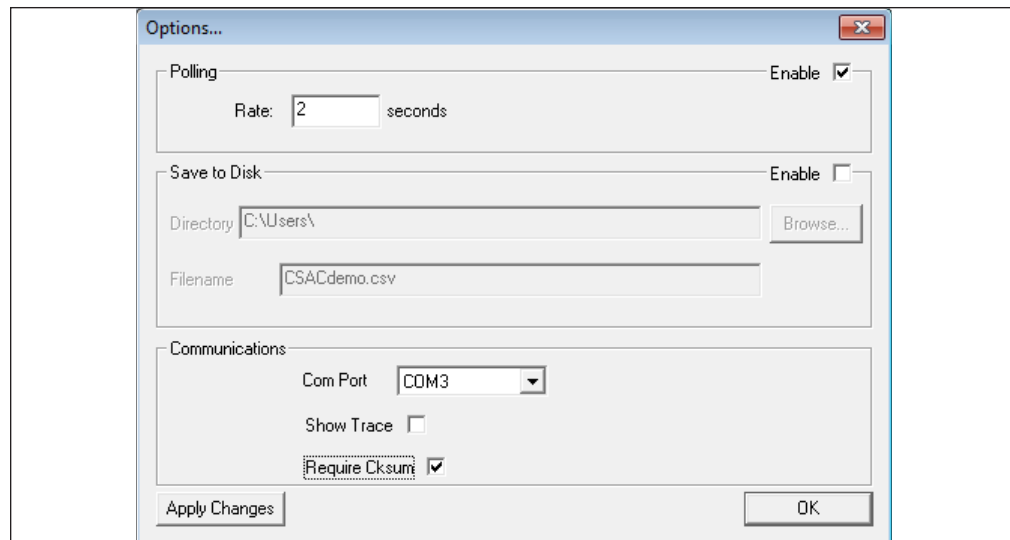 Options...
Polling
Enable
Rate: 2 seconds
Save to Disk
Enable
Directory C:\Users\ Browse...
Filename CSACdemo.csv
Communications
Com Port COM3
Show Trace
Require Cksum
Apply Changes OK